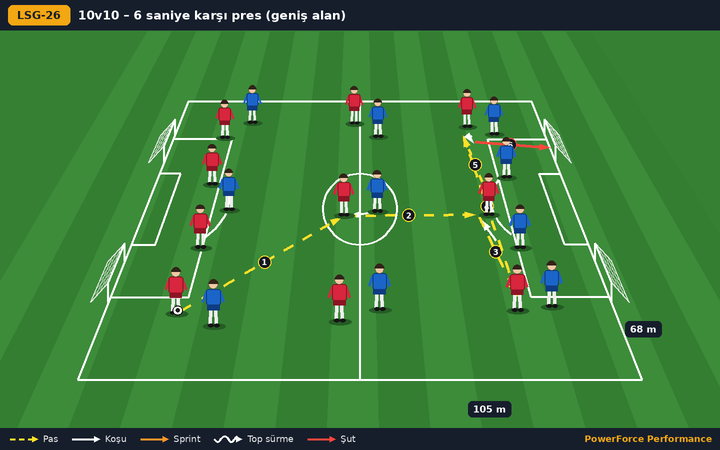 LSG-26 10v10 – 6 saniye karşı pres (geniş alan)
5
2
1
3
68 m
105 m
Pas Koşu Sprint Top sürme Şut PowerForce Performance